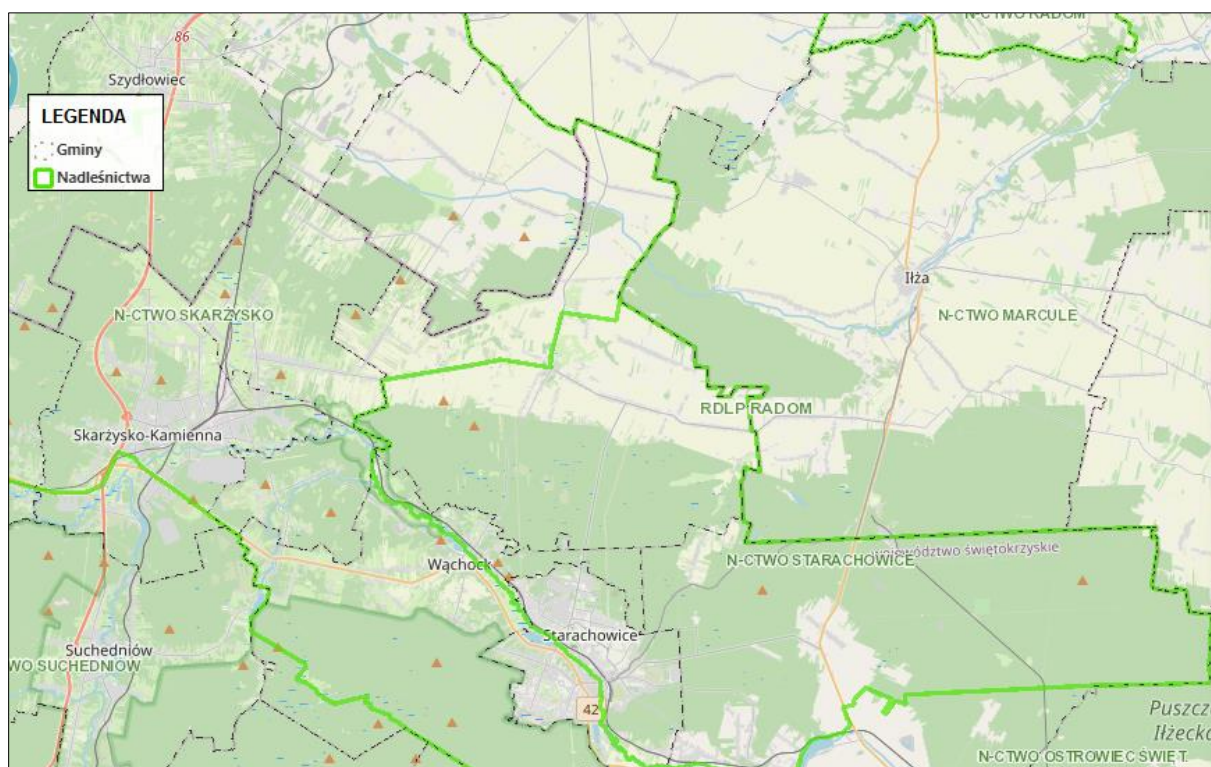 N-CTWO RADOM
86
Szydłowiec
LEGENDA
Gminy
Nadleśnictwa
Iłża
N-CTWO SKARŻYSKO
N-CTWO MARCULE
RDLP RADOM
Skarżysko-Kamienna
województwo świętokrzyskie
N-CTWO STARACHOWICE
Wąchock
Starachowice
Suchedniów
WO SUCHEDNIÓW
42
Puszcz
Iłżeck
N-CTWO OSTROWIEC ŚWIĘT.